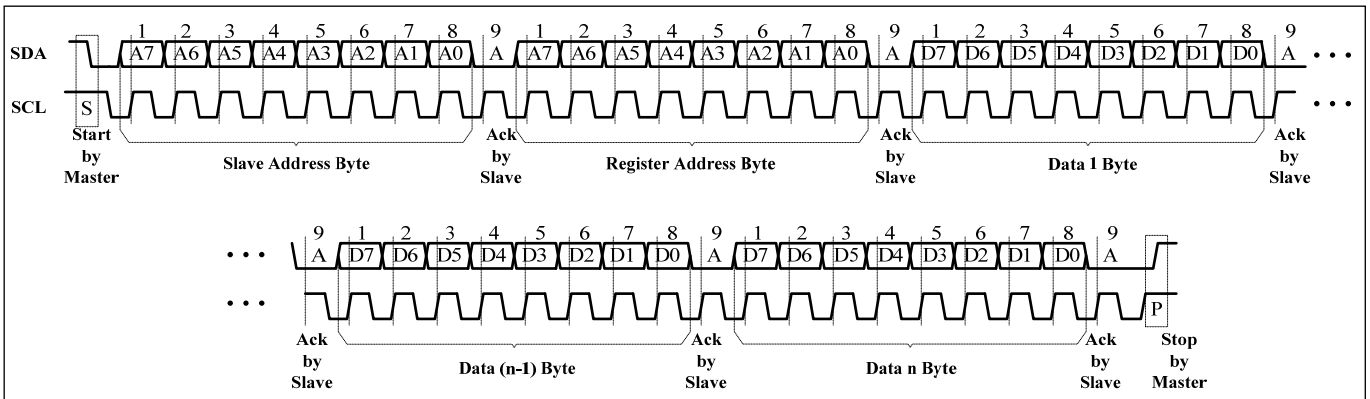 1 2 3 4 5 6 7 8 9 1 2 3 4 5 6 7 8 9 1 2 3 4 5 6 7 8 9
SDA A7 A6 A5 A4 A3 A2 A1 A0 A A7 A6 A5 A4 A3 A2 A1 A0 A D7 D6 D5 D4 D3 D2 D1 D0 A • • •
SCL S • • •
Start by Master
Slave Address Byte
Ack by Slave
Register Address Byte
Ack by Slave
Data 1 Byte
Ack by Slave
9 1 2 3 4 5 6 7 8 9 1 2 3 4 5 6 7 8 9
• • • A D7 D6 D5 D4 D3 D2 D1 D0 A D7 D6 D5 D4 D3 D2 D1 D0 A
• • • P
Ack by Slave
Data (n-1) Byte
Ack by Slave
Data n Byte
Ack by Slave
Stop by Master